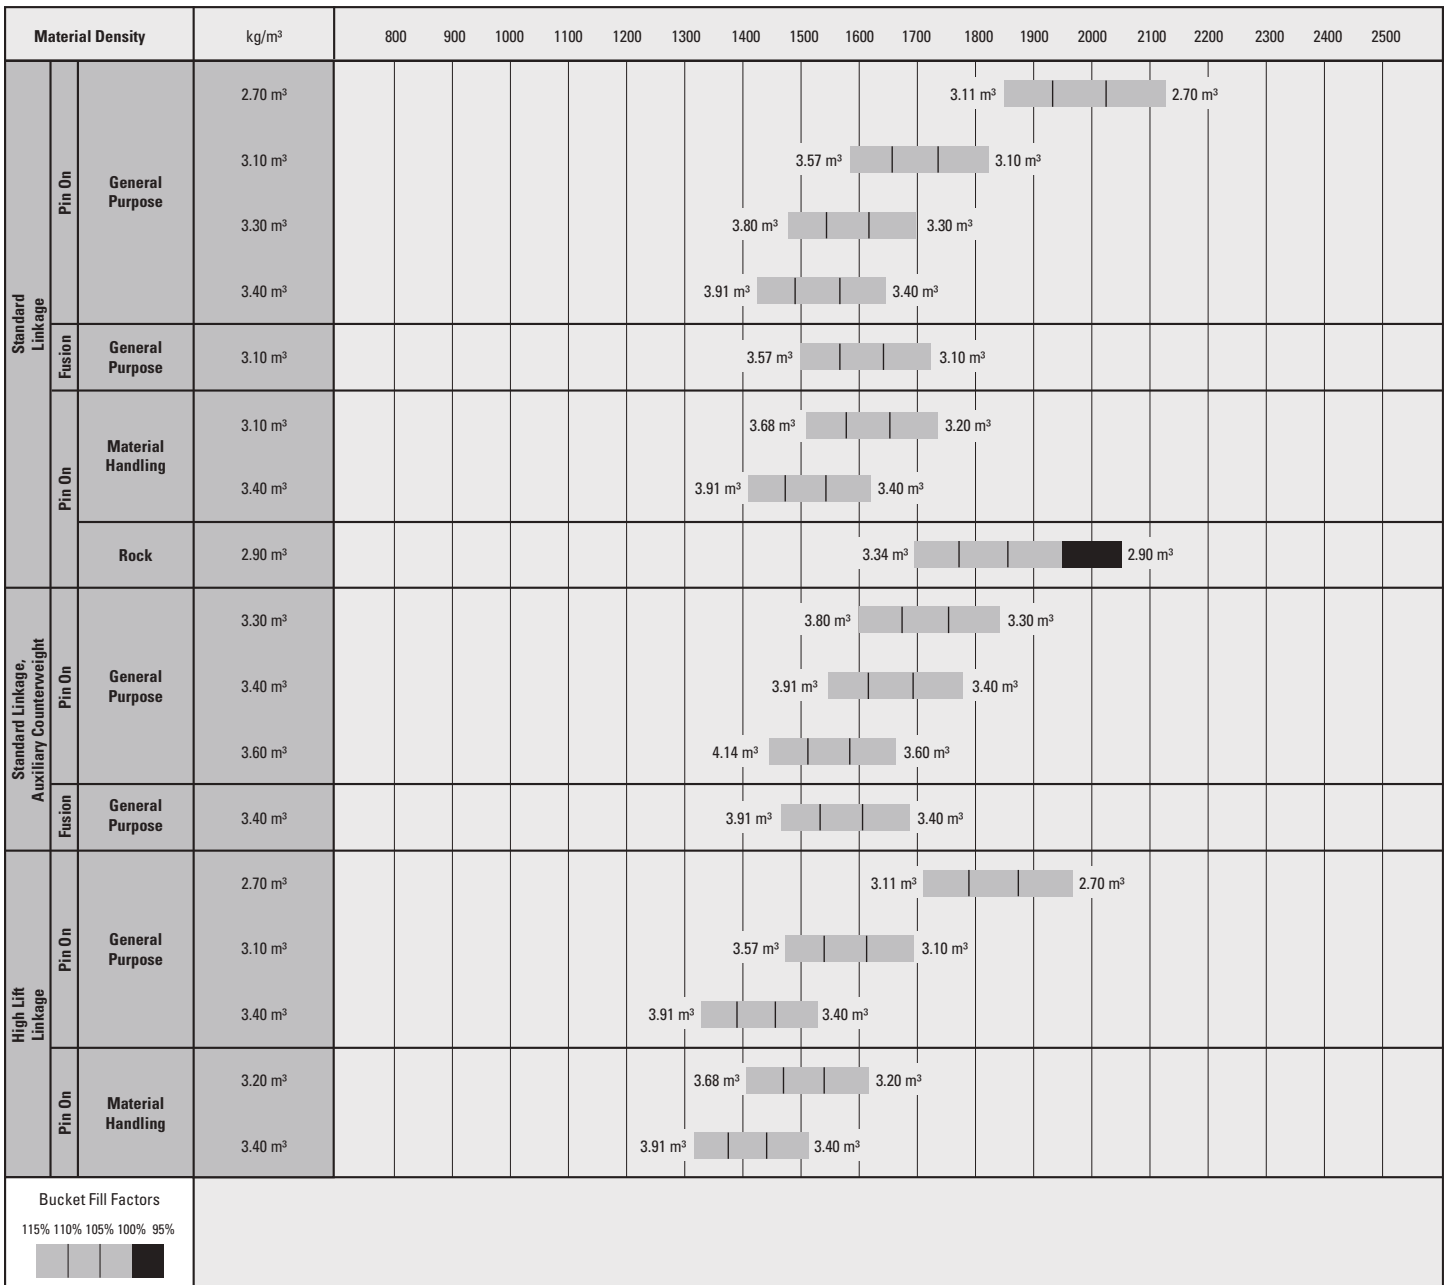 Material Density kg/m³ 800 900 1000 1100 1200 1300 1400 1500 1600 1700 1800 1900 2000 2100 2200 2300 2400 2500
Standard
Linkage
Pin On
General
Purpose
2.70 m³ 3.11 m³ 2.70 m³
3.10 m³ 3.57 m³ 3.10 m³
3.30 m³ 3.80 m³ 3.30 m³
3.40 m³ 3.91 m³ 3.40 m³
Fusion
General
Purpose
3.10 m³ 3.57 m³ 3.10 m³
Pin On
Material
Handling
3.10 m³ 3.68 m³ 3.20 m³
3.40 m³ 3.91 m³ 3.40 m³
Rock 2.90 m³ 3.34 m³ 2.90 m³
Standard Linkage,
Auxiliary Counterweight
Pin On
General
Purpose
3.30 m³ 3.80 m³ 3.30 m³
3.40 m³ 3.91 m³ 3.40 m³
3.60 m³ 4.14 m³ 3.60 m³
Fusion
General
Purpose
3.40 m³ 3.91 m³ 3.40 m³
High Lift
Linkage
Pin On
General
Purpose
2.70 m³ 3.11 m³ 2.70 m³
3.10 m³ 3.57 m³ 3.10 m³
3.40 m³ 3.91 m³ 3.40 m³
Pin On
Material
Handling
3.20 m³ 3.68 m³ 3.20 m³
3.40 m³ 3.91 m³ 3.40 m³
Bucket Fill Factors
115% 110% 105% 100% 95%